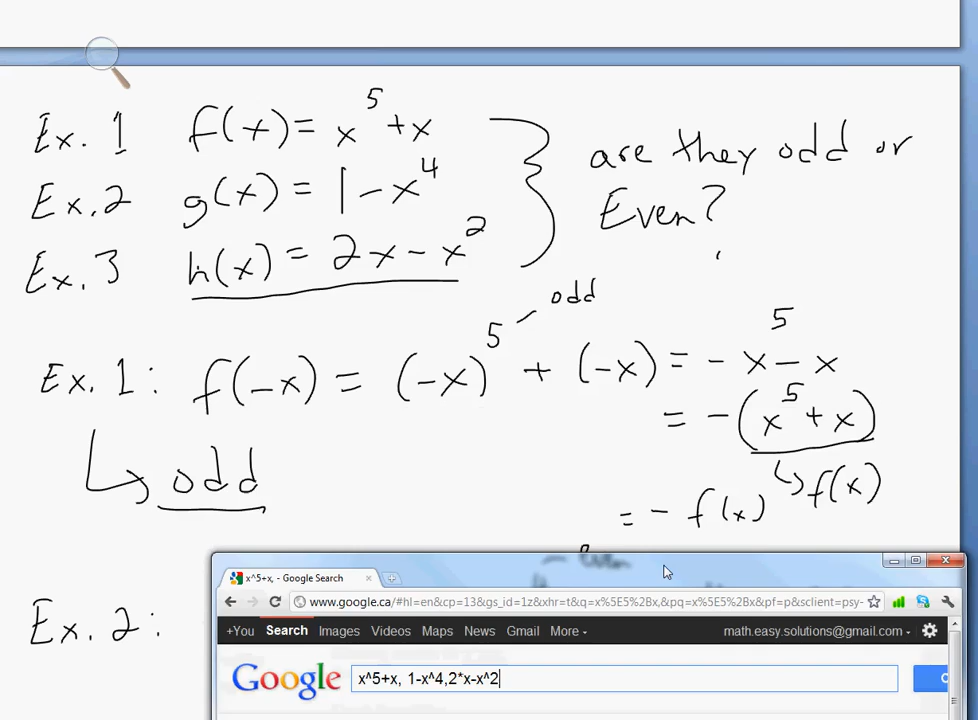 Ex. 1 f(x) = x^5 + x
Ex. 2 g(x) = 1 - x^4
Ex. 3 h(x) = 2x - x^2
are they odd or
Even?
odd
Ex. 1: f(-x) = (-x)^5 + (-x) = - x^5 - x
= - (x^5 + x)
↳ f(x)
↳ odd
= - f(x)
even
Ex. 2:
x^5+x, - Google Search
www.google.ca/#hl=en&cp=13&gs_id=1z&xhr=t&q=x%5E5%2Bx,&pq=x%5E5%2Bx&pf=p&sclient=psy-
+You Search Images Videos Maps News Gmail More math.easy.solutions@gmail.com
Google x^5+x, 1-x^4,2*x-x^2